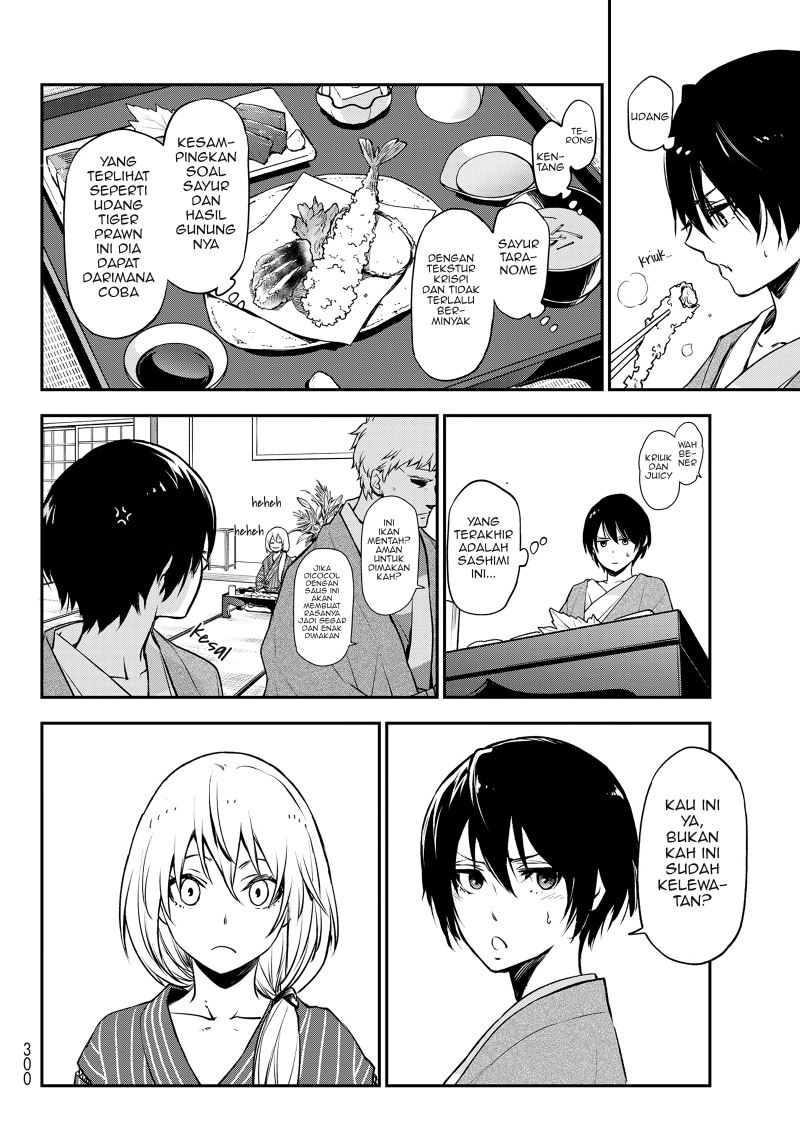 UDANG
kriuk...
TE-
RONG
KEN-
TANG
SAYUR
TARA-
NOME
DENGAN
TEKSTUR
KRISPI
DAN TIDAK
TERLALU
BER-
MINYAK
KESAM-
PINGKAN
SOAL
SAYUR
DAN
HASIL
GUNUNG
NYA
YANG
TERLIHAT
SEPERTI
UDANG
TIGER
PRAWN
INI DIA
DAPAT
DARIMANA
COBA
WAH
BE-
NER
KRIUK
DAN
JUICY
YANG
TERAKHIR
ADALAH
SASHIMI
INI...
INI
IKAN
MENTAH?
AMAN
UNTUK
DIMAKAN
KAH?
JIKA
DICOCOL
DENGAN
SAUS INI
AKAN
MEMBUAT
RASANYA
JADI SEGAR
DAN ENAK
DIMAKAN
heheh
heheh
kesal
KAU INI
YA,
BUKAN
KAH INI
SUDAH
KELEWA-
TAN?
300